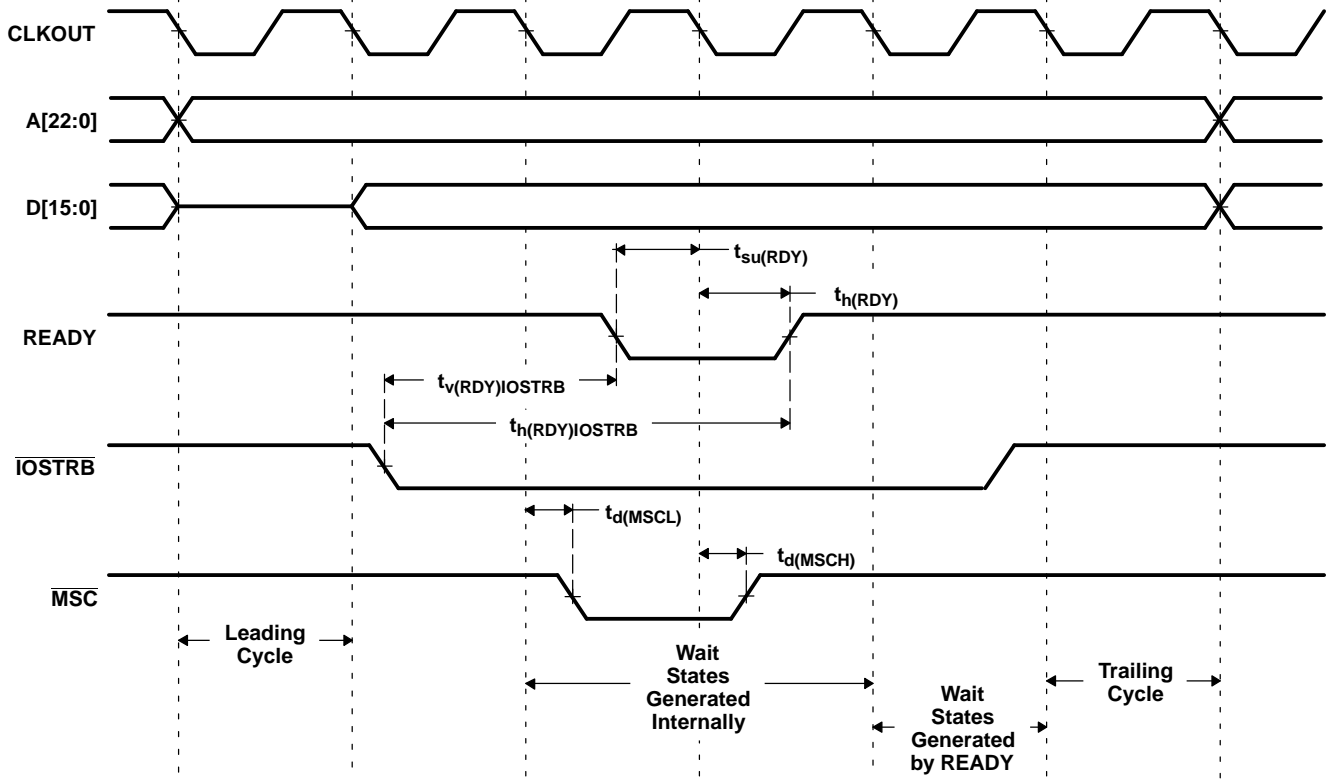 CLKOUT
A[22:0]
D[15:0]
tsu(RDY)
th(RDY)
READY
tv(RDY)IOSTRB
th(RDY)IOSTRB
IOSTRB
td(MSCL)
td(MSCH)
MSC
Leading
Cycle
Wait
States
Generated
Internally
Wait
States
Generated
by READY
Trailing
Cycle